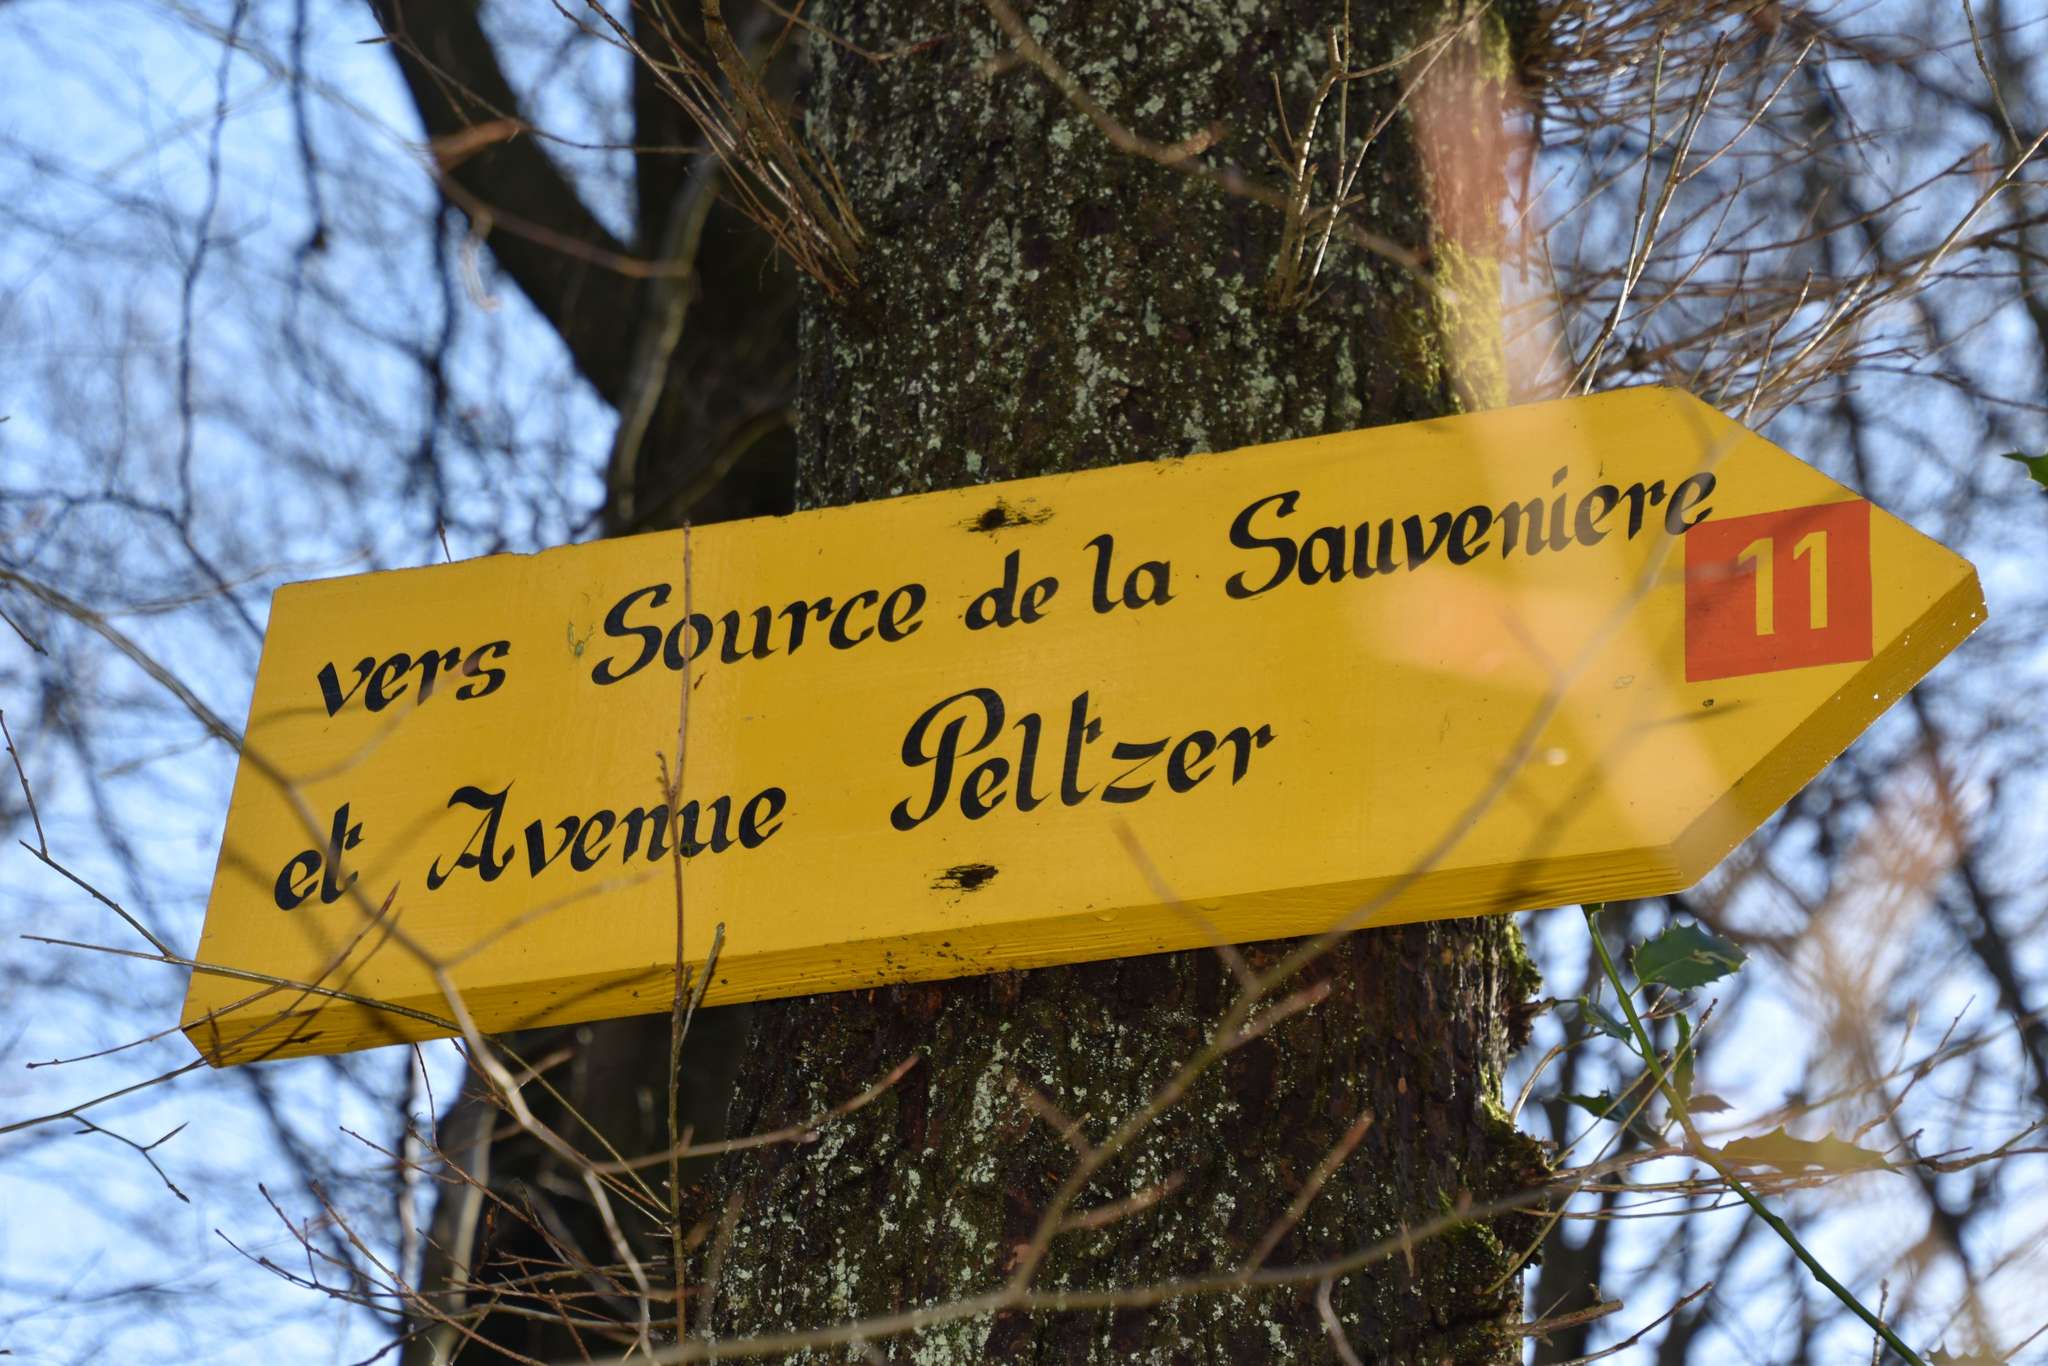 vers Source de la Sauveniere
11
et Avenue Peltzer